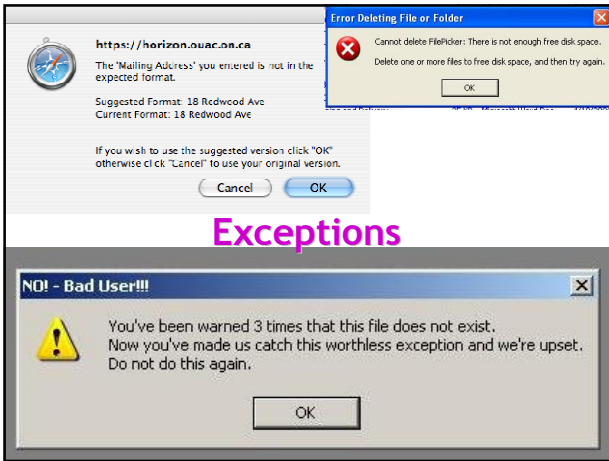 https://horizon.ouac.on.ca
The 'Mailing Address' you entered is not in the
expected format.
Suggested Format: 18 Redwood Ave
Current Format: 18 Redwood Ave
If you wish to use the suggested version click "OK"
otherwise click "Cancel" to use your original version.
Cancel OK
Error Deleting File or Folder
Cannot delete FilePicker: There is not enough free disk space.
Delete one or more files to free disk space, and then try again.
OK
Exceptions
NO! - Bad User!!!
You've been warned 3 times that this file does not exist.
Now you've made us catch this worthless exception and we're upset.
Do not do this again.
OK